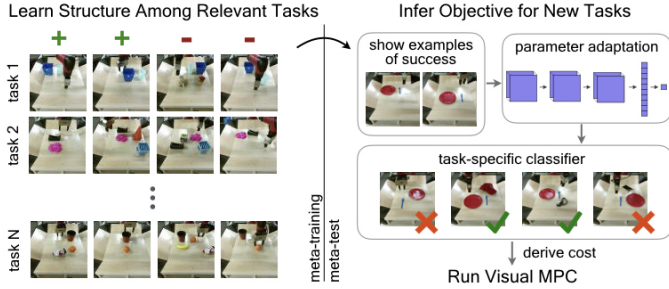 Learn Structure Among Relevant Tasks
Infer Objective for New Tasks
+ + - -
task 1
task 2
task N
meta-training
meta-test
show examples
of success
parameter adaptation
task-specific classifier
derive cost
Run Visual MPC